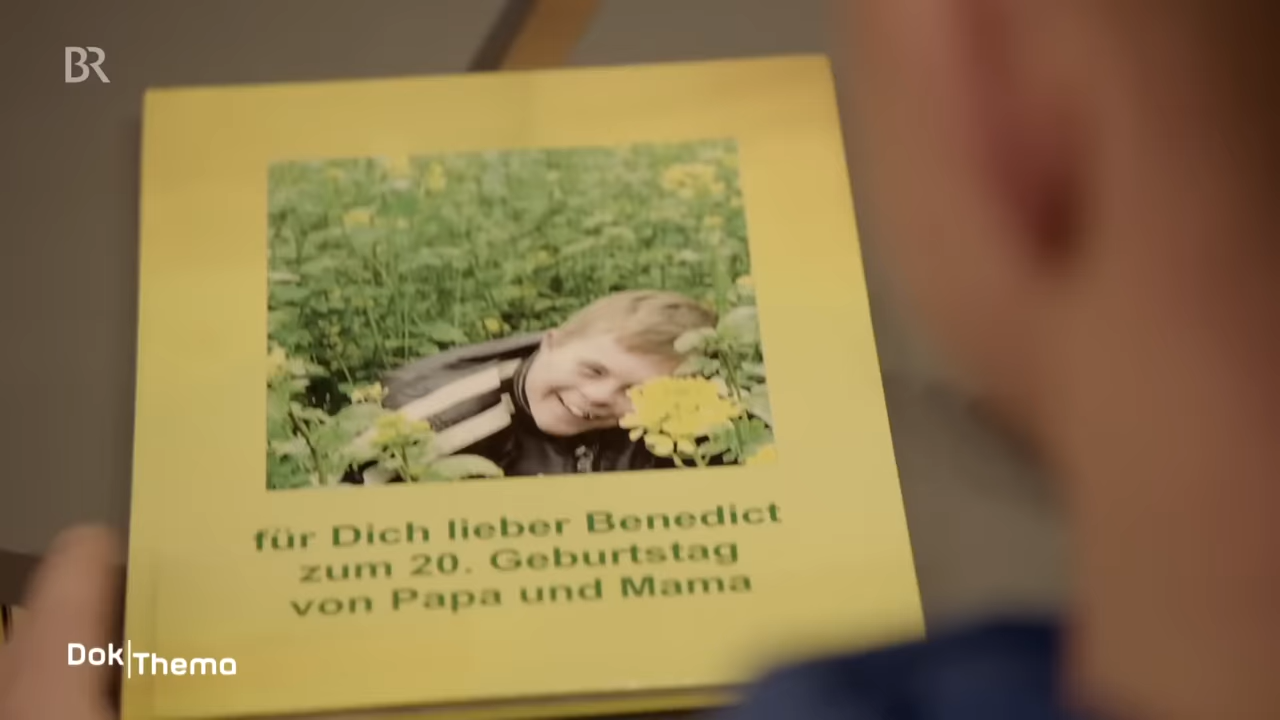 BR
für Dich lieber Benedict
zum 20. Geburtstag
von Papa und Mama
Dok|Thema